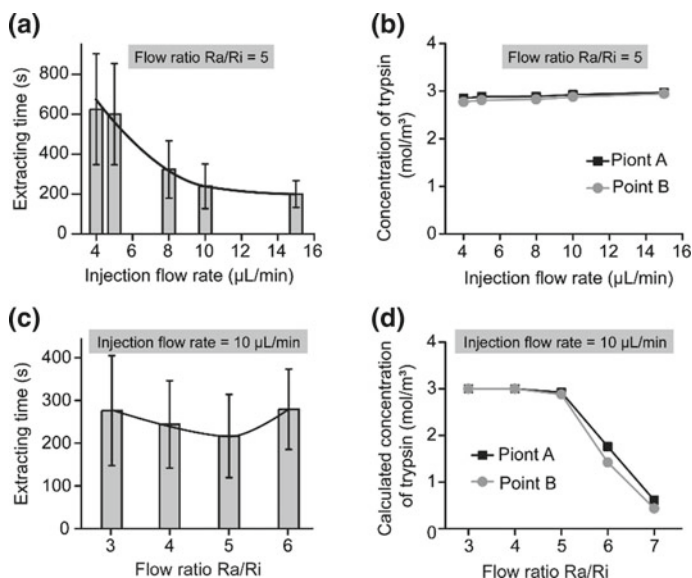 (a)
Flow ratio Ra/Ri = 5
Extracting time (s)
800
600
400
200
0
4 6 8 10 12 14 16
Injection flow rate (µL/min)
(b)
Flow ratio Ra/Ri = 5
Concentration of trypsin
(mol/m³)
4
3
2
1
0
Piont A
Point B
4 6 8 10 12 14 16
Injection flow rate (µL/min)
(c)
Injection flow rate = 10 µL/min
Extracting time (s)
400
300
200
100
0
3 4 5 6
Flow ratio Ra/Ri
(d)
Injection flow rate = 10 µL/min
Calculated concentration
of trypsin (mol/m³)
4
3
2
1
0
Piont A
Point B
3 4 5 6 7
Flow ratio Ra/Ri